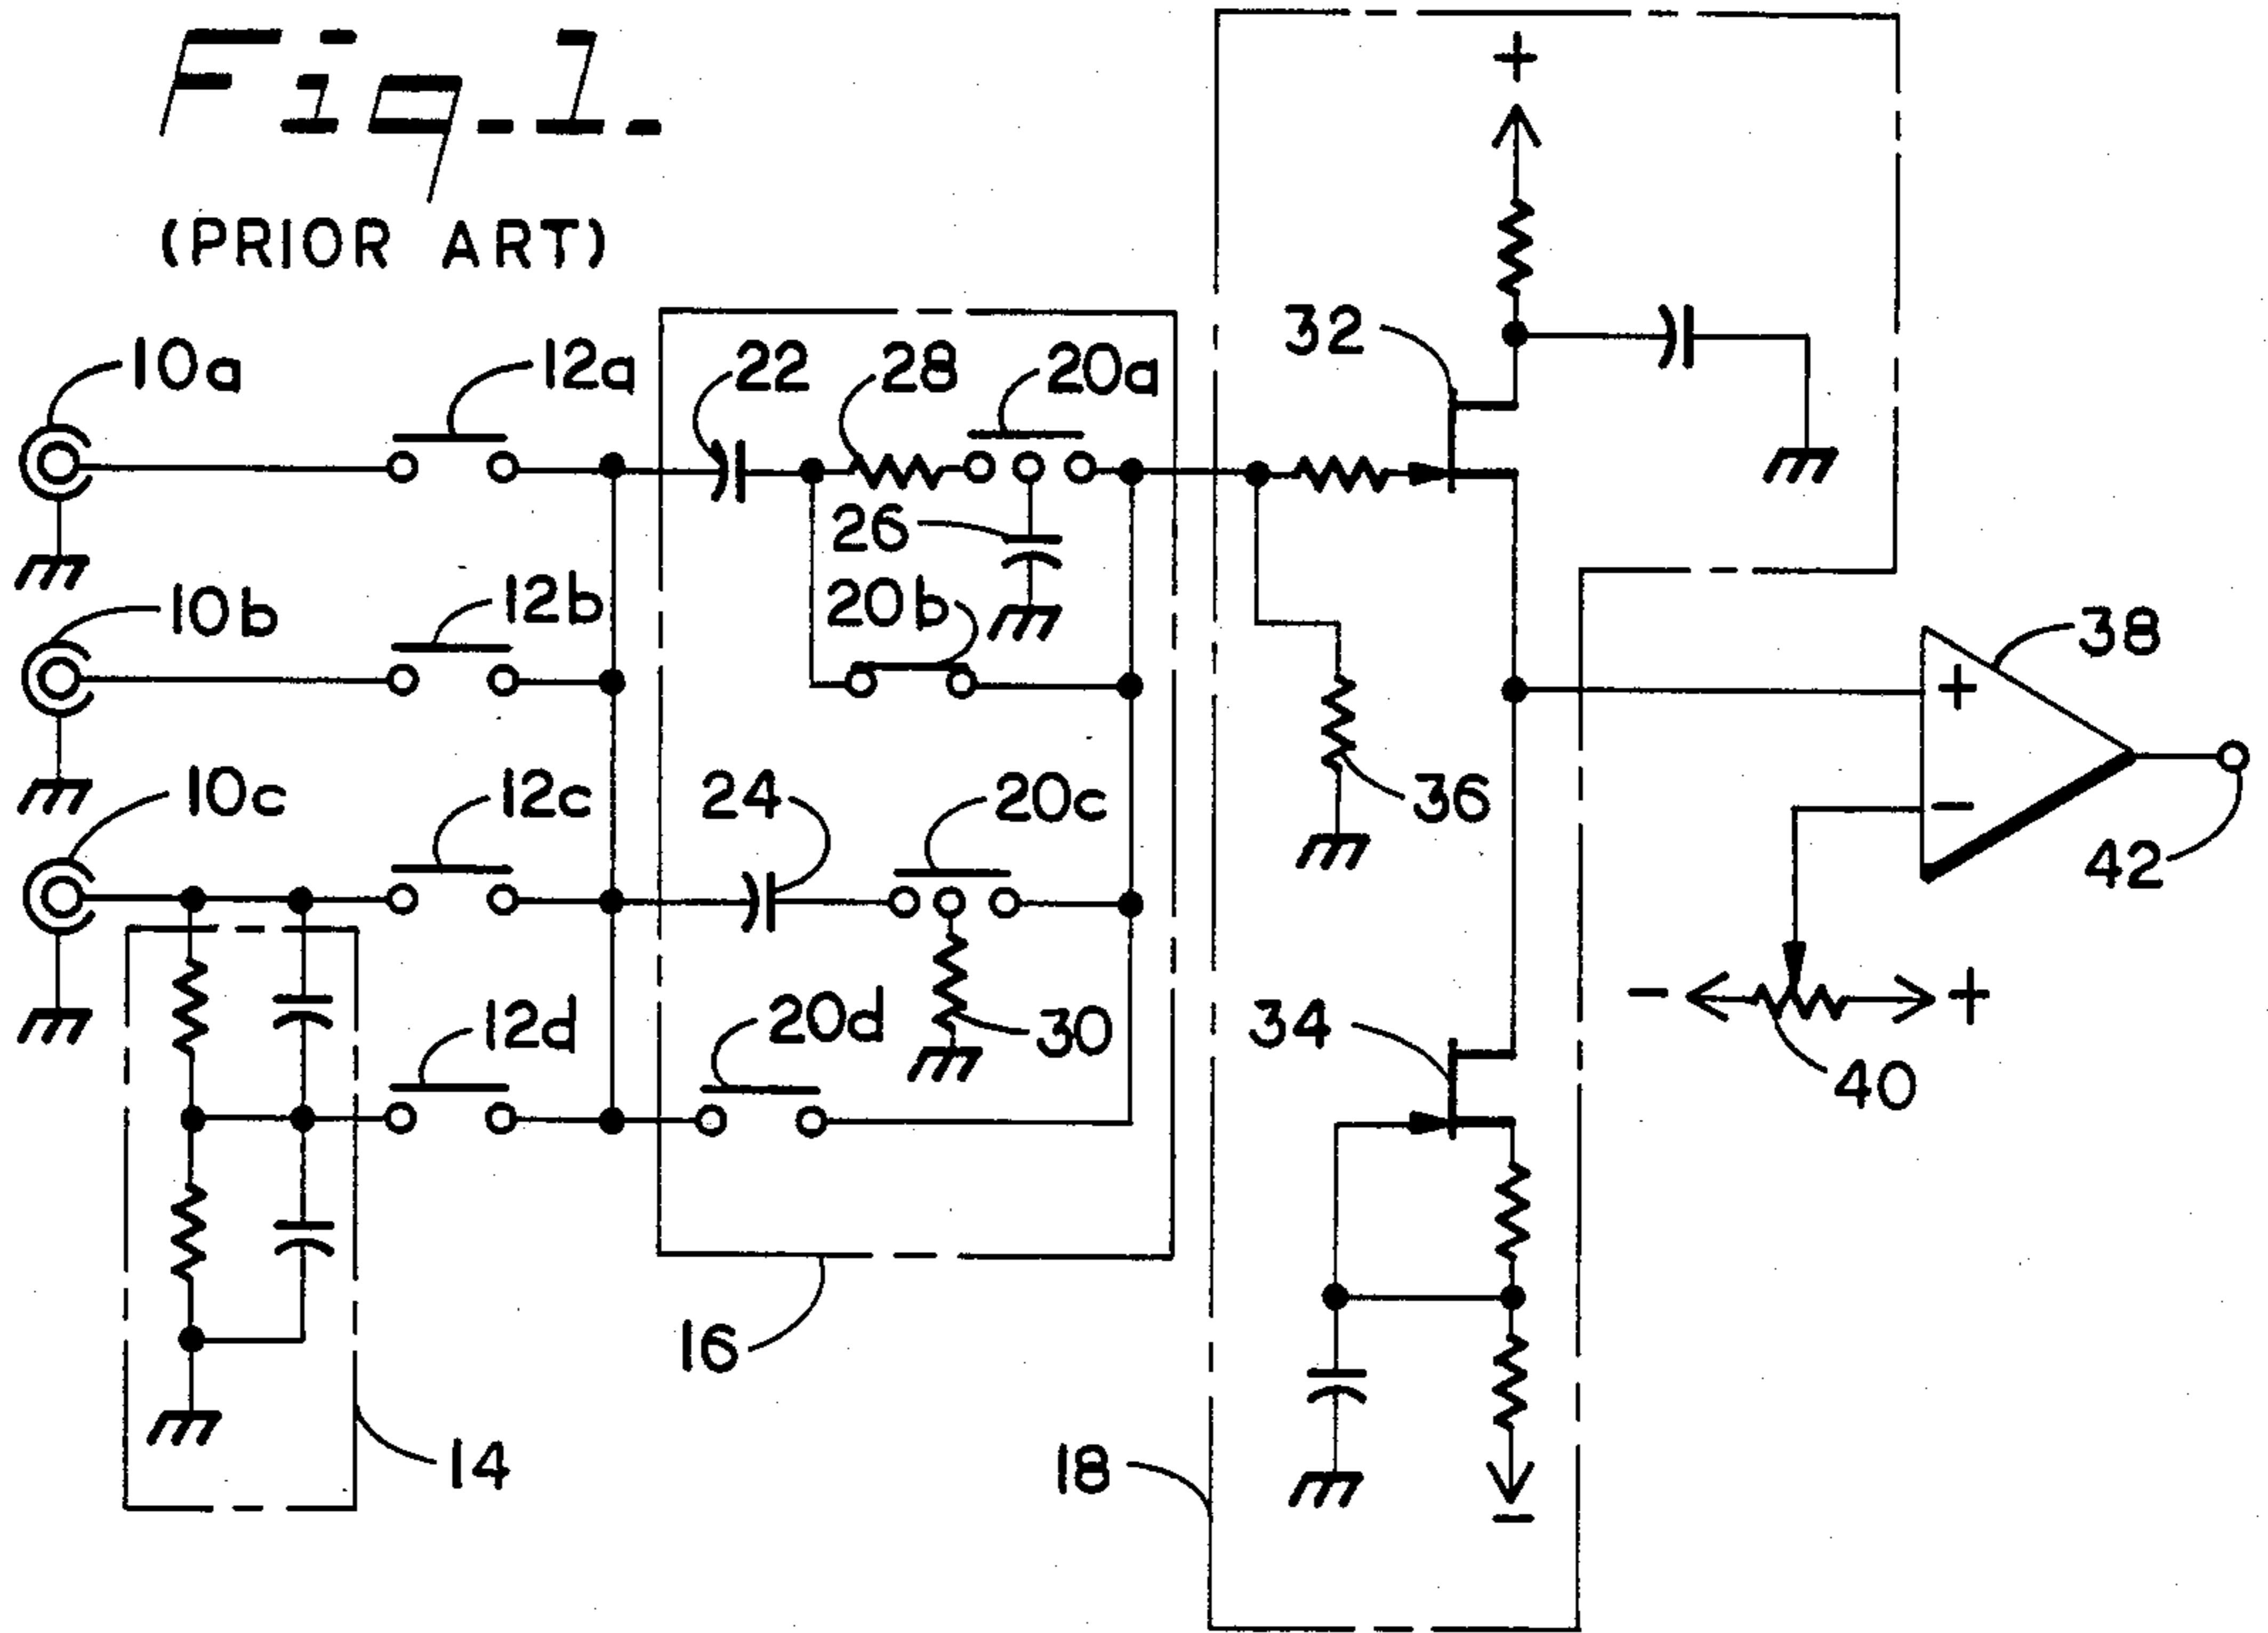 Fig. 1.
(PRIOR ART)
+
32
10a
12a
22
28
20a
26
10b
12b
20b
38
+
10c
12c
24
20c
36
−
42
12d
20d
30
34
− +
40
16
14
18
−